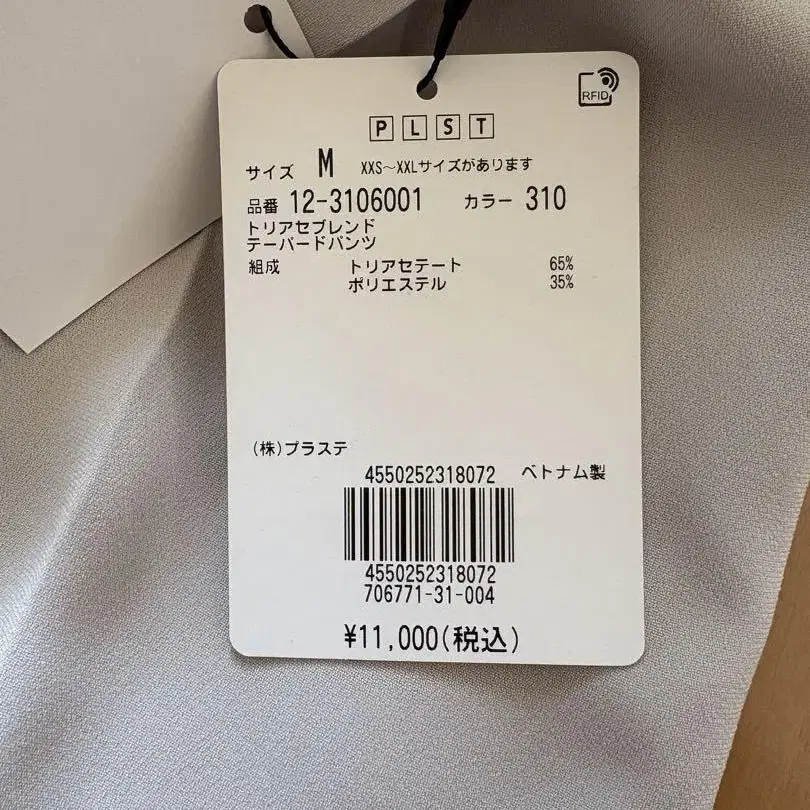 RFID
PLST
サイズ M XXS～XXLサイズがあります
品番 12-3106001 カラー 310
トリアセブレンド
テーパードパンツ
組成 トリアセテート 65%
ポリエステル 35%
(株)プラステ
4550252318072 ベトナム製
4550252318072
706771-31-004
¥11,000(税込)